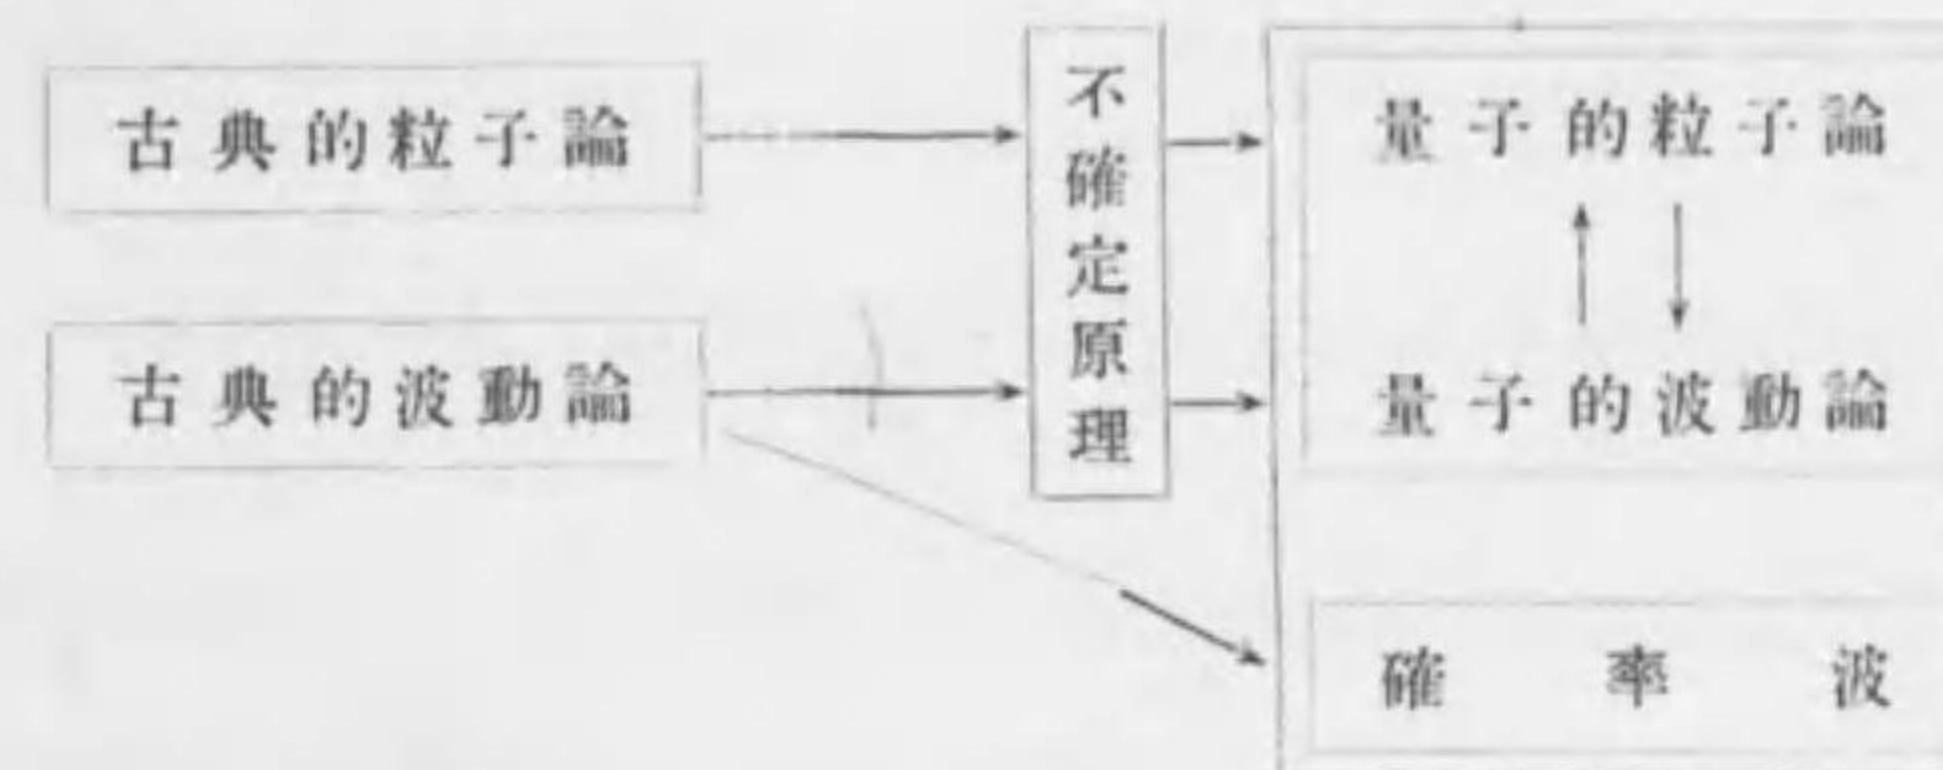 古典的粒子論
古典的波動論
不確定原理
量子的粒子論
量子的波動論
確率波